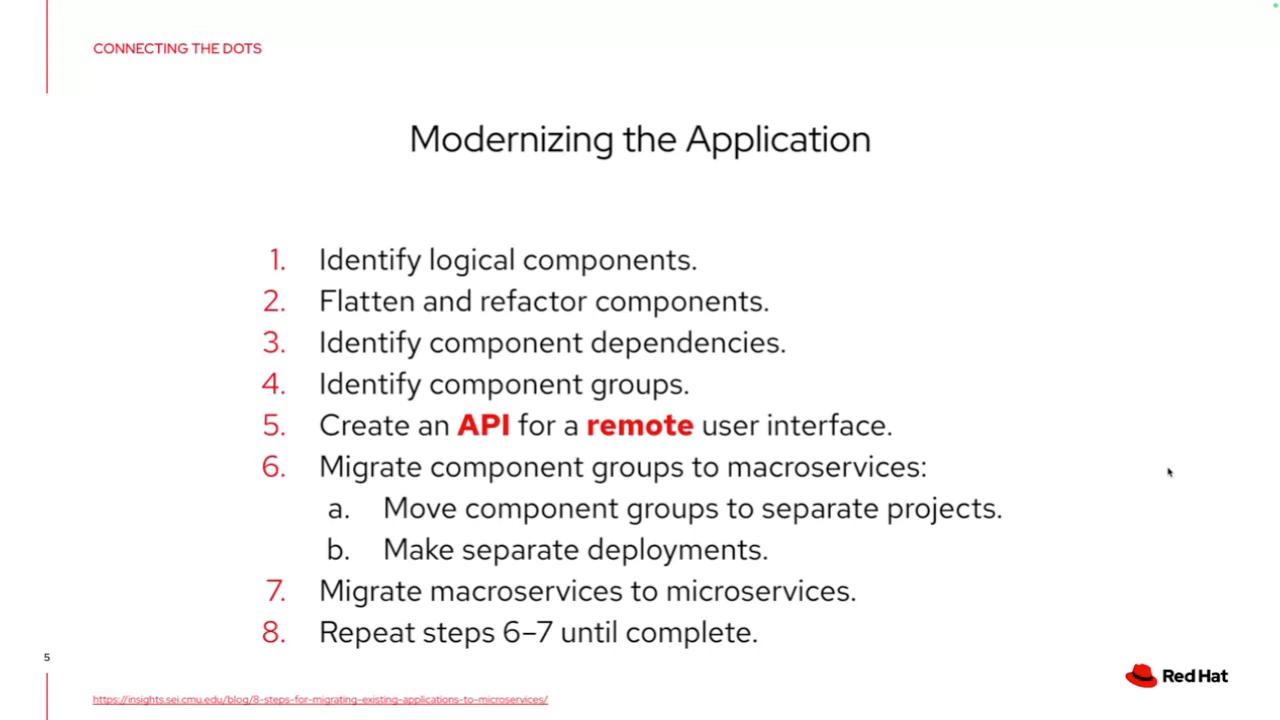 CONNECTING THE DOTS
Modernizing the Application
1. Identify logical components.
2. Flatten and refactor components.
3. Identify component dependencies.
4. Identify component groups.
5. Create an API for a remote user interface.
6. Migrate component groups to macroservices:
a. Move component groups to separate projects.
b. Make separate deployments.
7. Migrate macroservices to microservices.
8. Repeat steps 6–7 until complete.
5
Red Hat
https://insights.sei.cmu.edu/blog/8-steps-for-migrating-existing-applications-to-microservices/